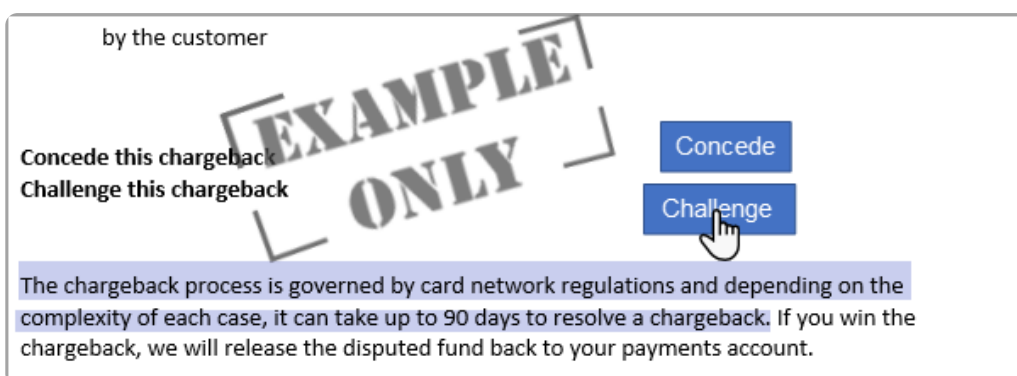 by the customer
EXAMPLE
ONLY
Concede this chargeback
Concede
Challenge this chargeback
Challenge
The chargeback process is governed by card network regulations and depending on the
complexity of each case, it can take up to 90 days to resolve a chargeback. If you win the
chargeback, we will release the disputed fund back to your payments account.